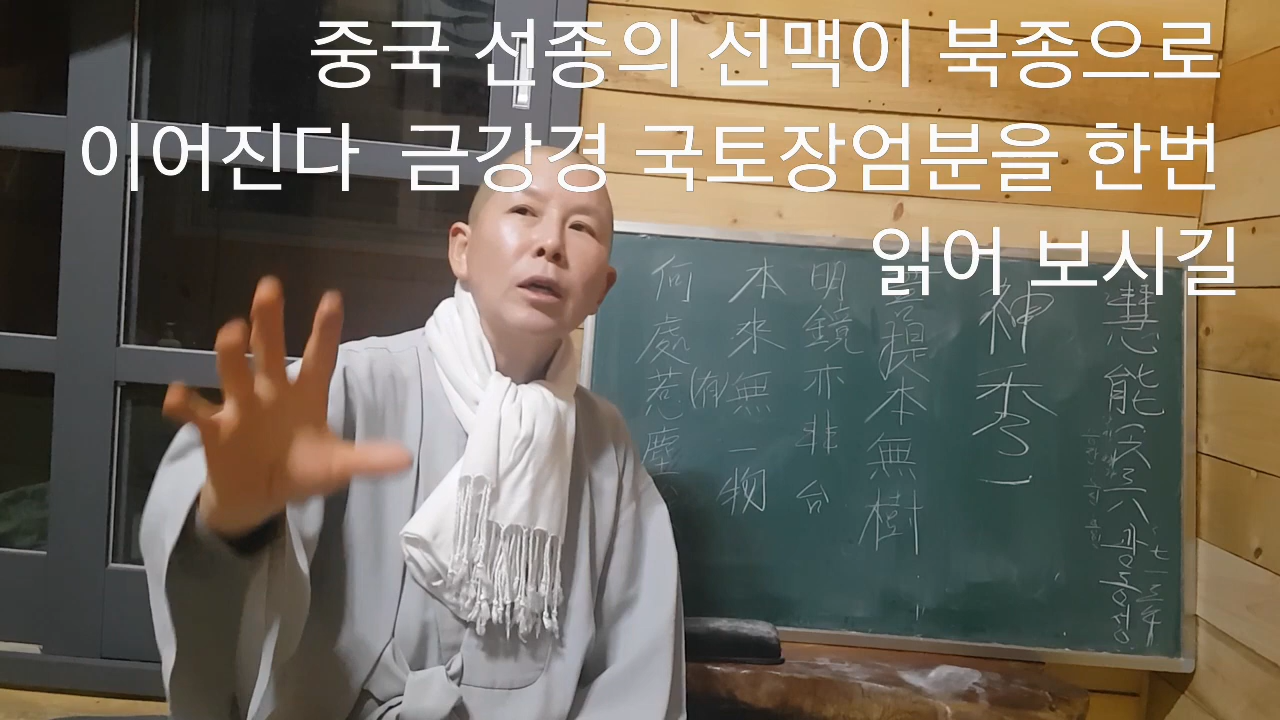 중국 선종의 선맥이 북종으로
이어진다 금강경 국토장엄분을 한번
읽어 보시길
慧能
神秀
菩提本無樹
明鏡亦非台
本來無一物
(有)
何處惹塵